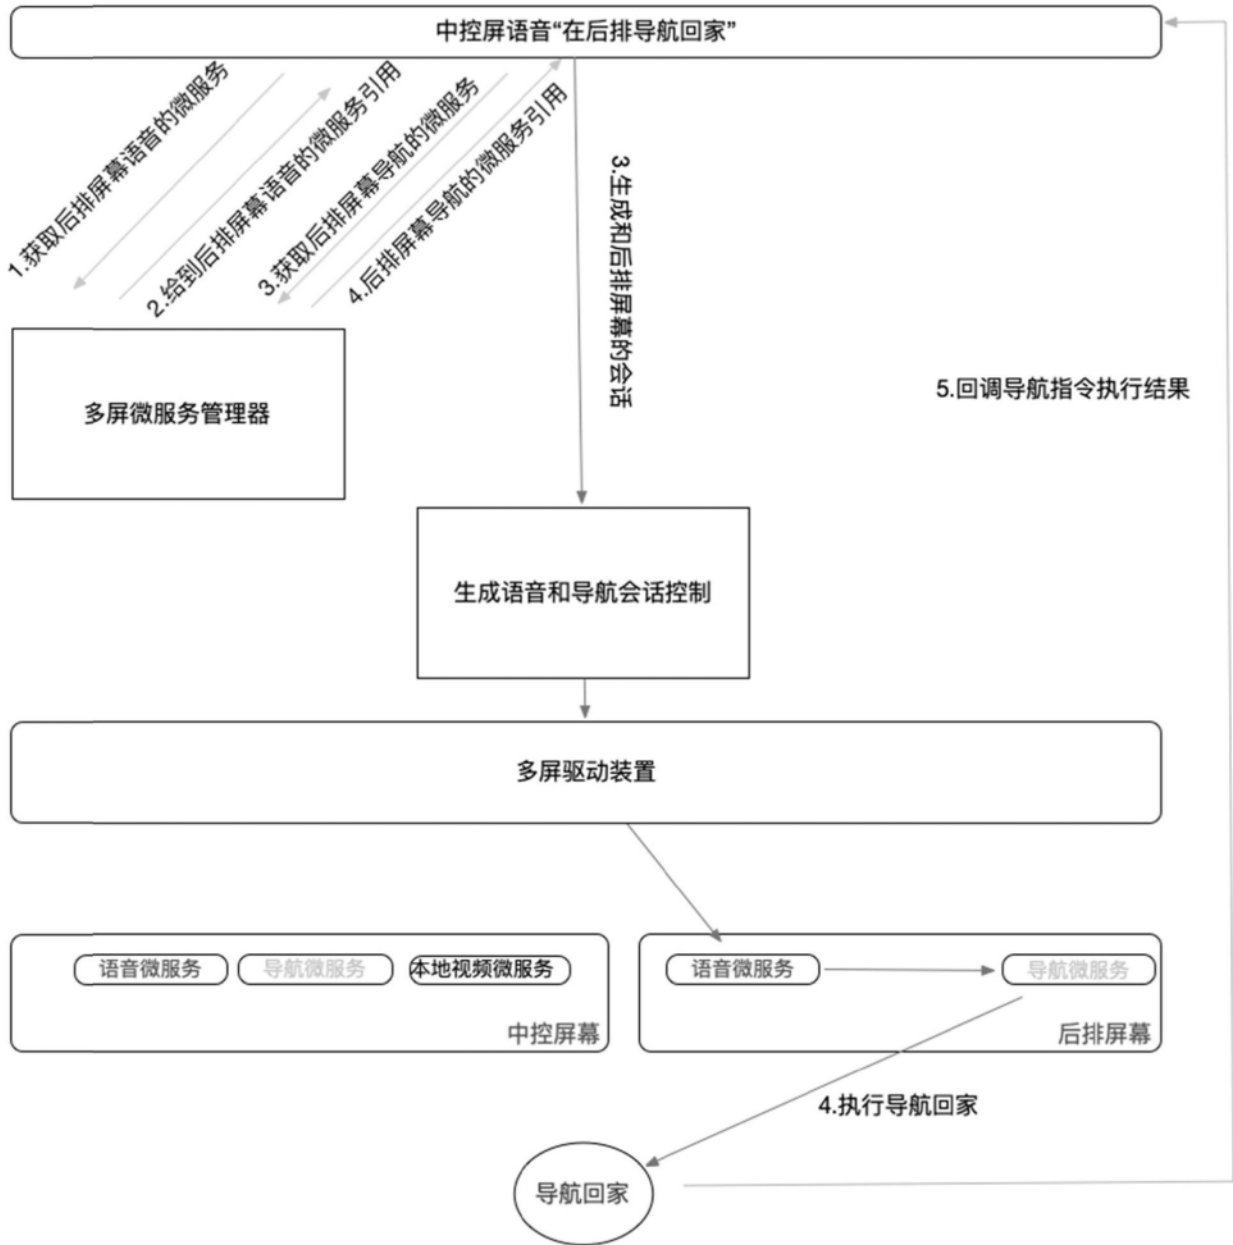 中控屏语音“在后排导航回家”
1.获取后排屏幕语音的微服务
2.给到后排屏幕语音的微服务引用
3.获取后排屏幕导航的微服务
4.后排屏幕导航的微服务引用
3.生成和后排屏幕的会话
多屏微服务管理器
5.回调导航指令执行结果
生成语音和导航会话控制
多屏驱动装置
语音微服务
导航微服务
本地视频微服务
中控屏幕
语音微服务
导航微服务
后排屏幕
4.执行导航回家
导航回家